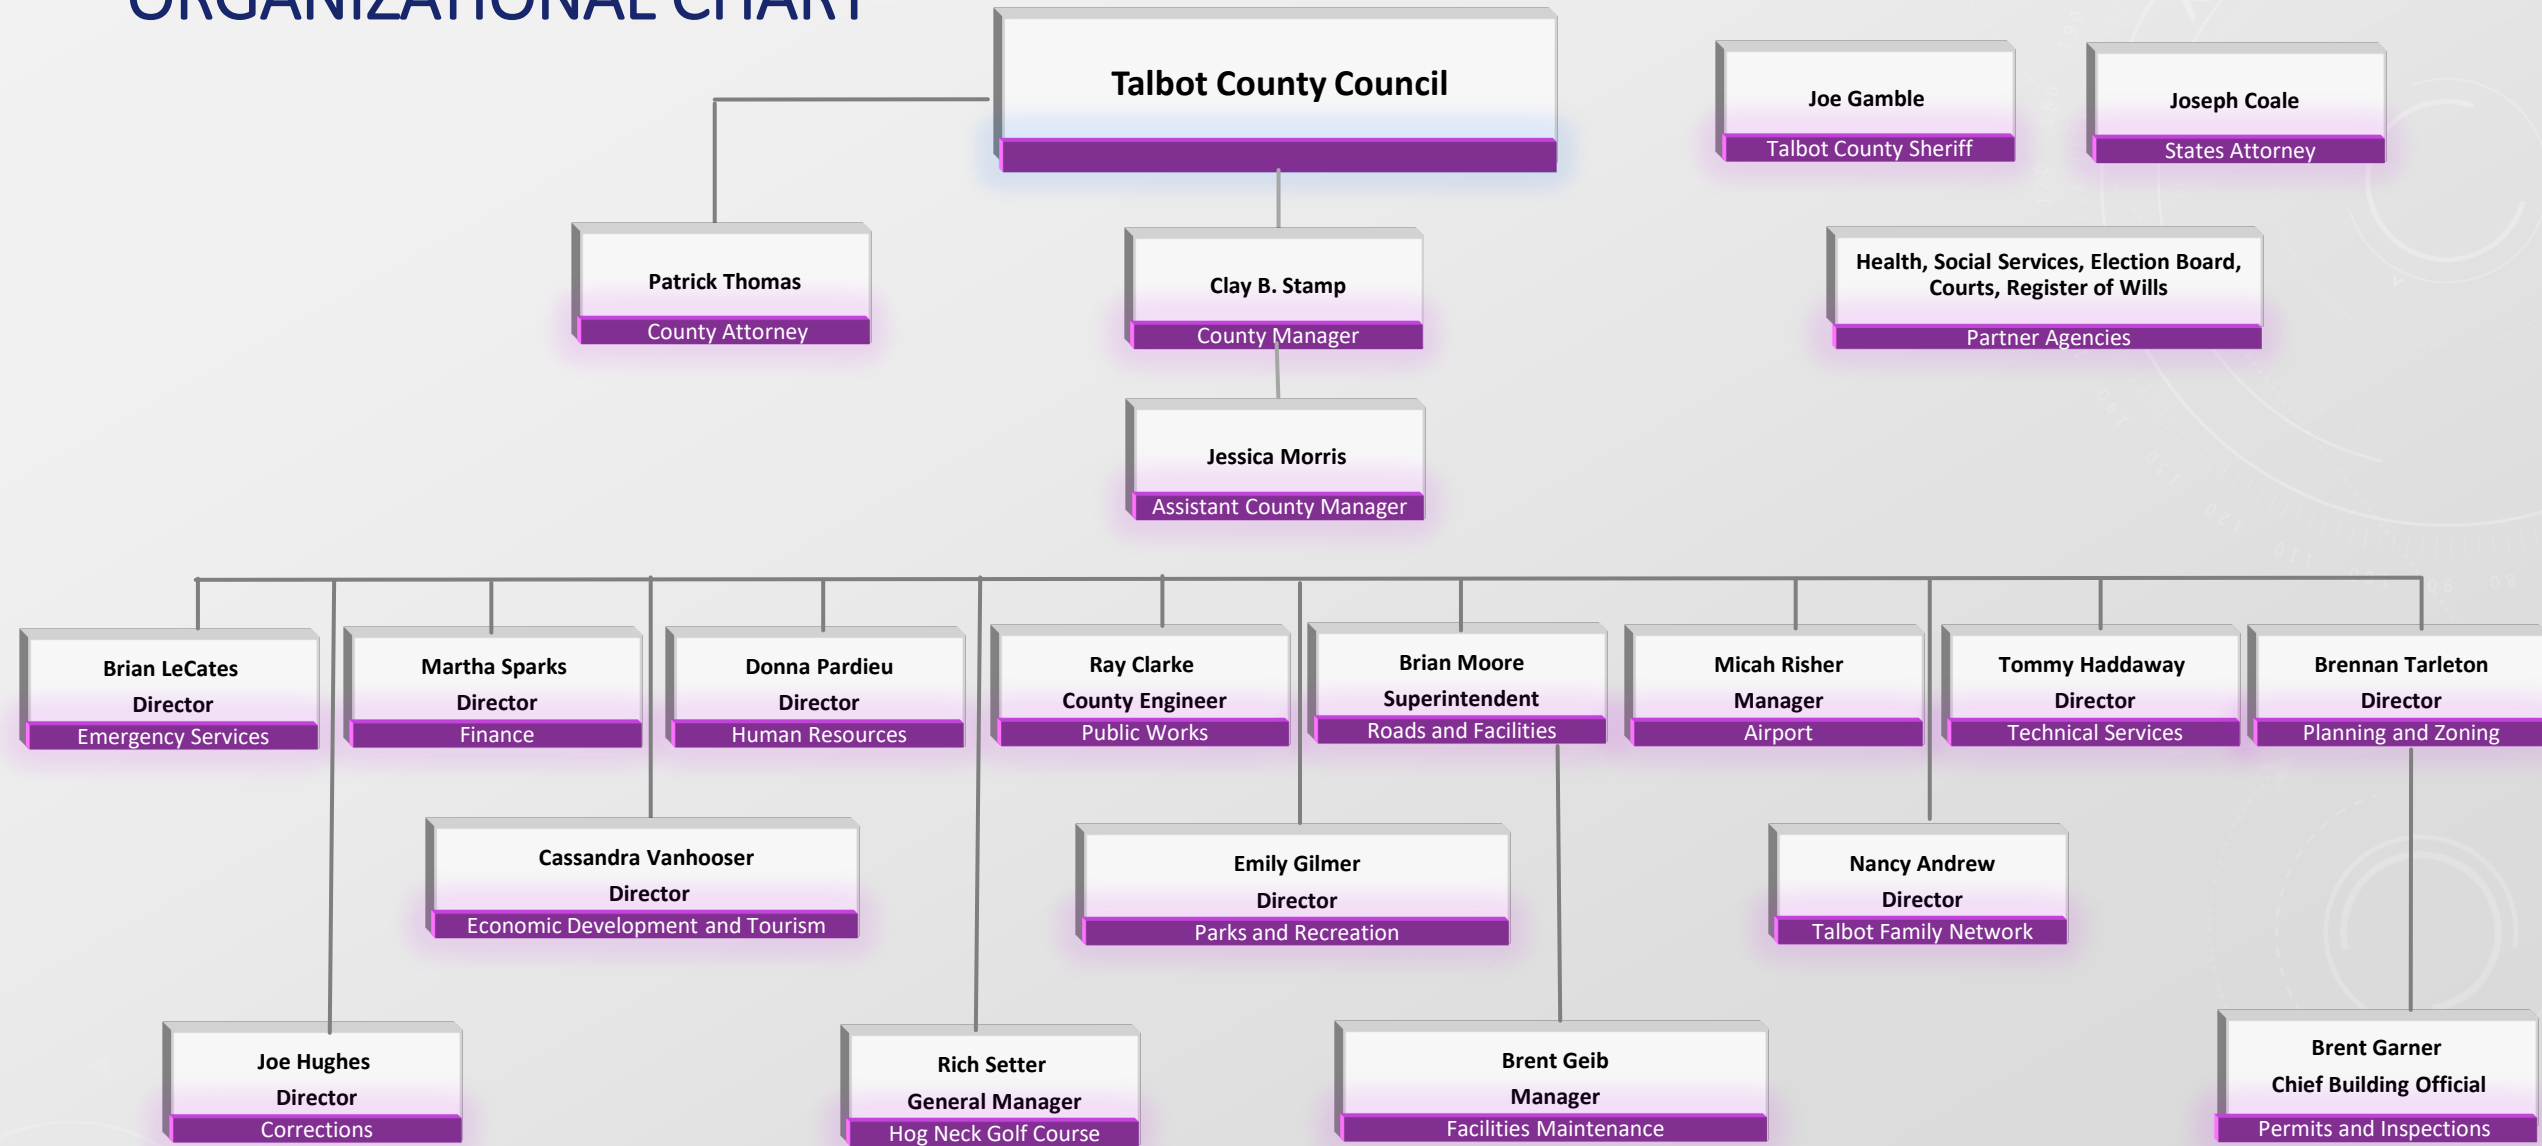 ORGANIZATIONAL CHART
Talbot County Council
Joe Gamble
Talbot County Sheriff
Joseph Coale
States Attorney
Patrick Thomas
County Attorney
Clay B. Stamp
County Manager
Health, Social Services, Election Board,
Courts, Register of Wills
Partner Agencies
Jessica Morris
Assistant County Manager
Brian LeCates
Director
Emergency Services
Martha Sparks
Director
Finance
Donna Pardieu
Director
Human Resources
Ray Clarke
County Engineer
Public Works
Brian Moore
Superintendent
Roads and Facilities
Micah Risher
Manager
Airport
Tommy Haddaway
Director
Technical Services
Brennan Tarleton
Director
Planning and Zoning
Cassandra Vanhooser
Director
Economic Development and Tourism
Emily Gilmer
Director
Parks and Recreation
Nancy Andrew
Director
Talbot Family Network
Joe Hughes
Director
Corrections
Rich Setter
General Manager
Hog Neck Golf Course
Brent Geib
Manager
Facilities Maintenance
Brent Garner
Chief Building Official
Permits and Inspections